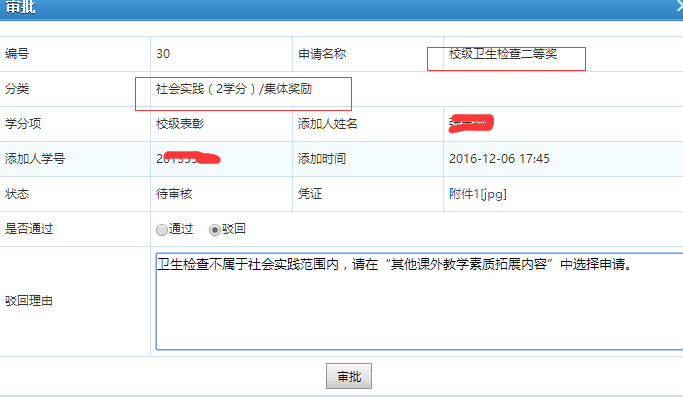 审批
编号 30 申请名称 校级卫生检查二等奖
分类 社会实践（2学分）/集体奖励
学分项 校级表彰 添加人姓名
添加人学号 添加时间 2016-12-06 17:45
状态 待审核 凭证 附件1[jpg]
是否通过 通过 驳回
驳回理由 卫生检查不属于社会实践范围内，请在“其他课外教学素质拓展内容”中选择申请。
审批